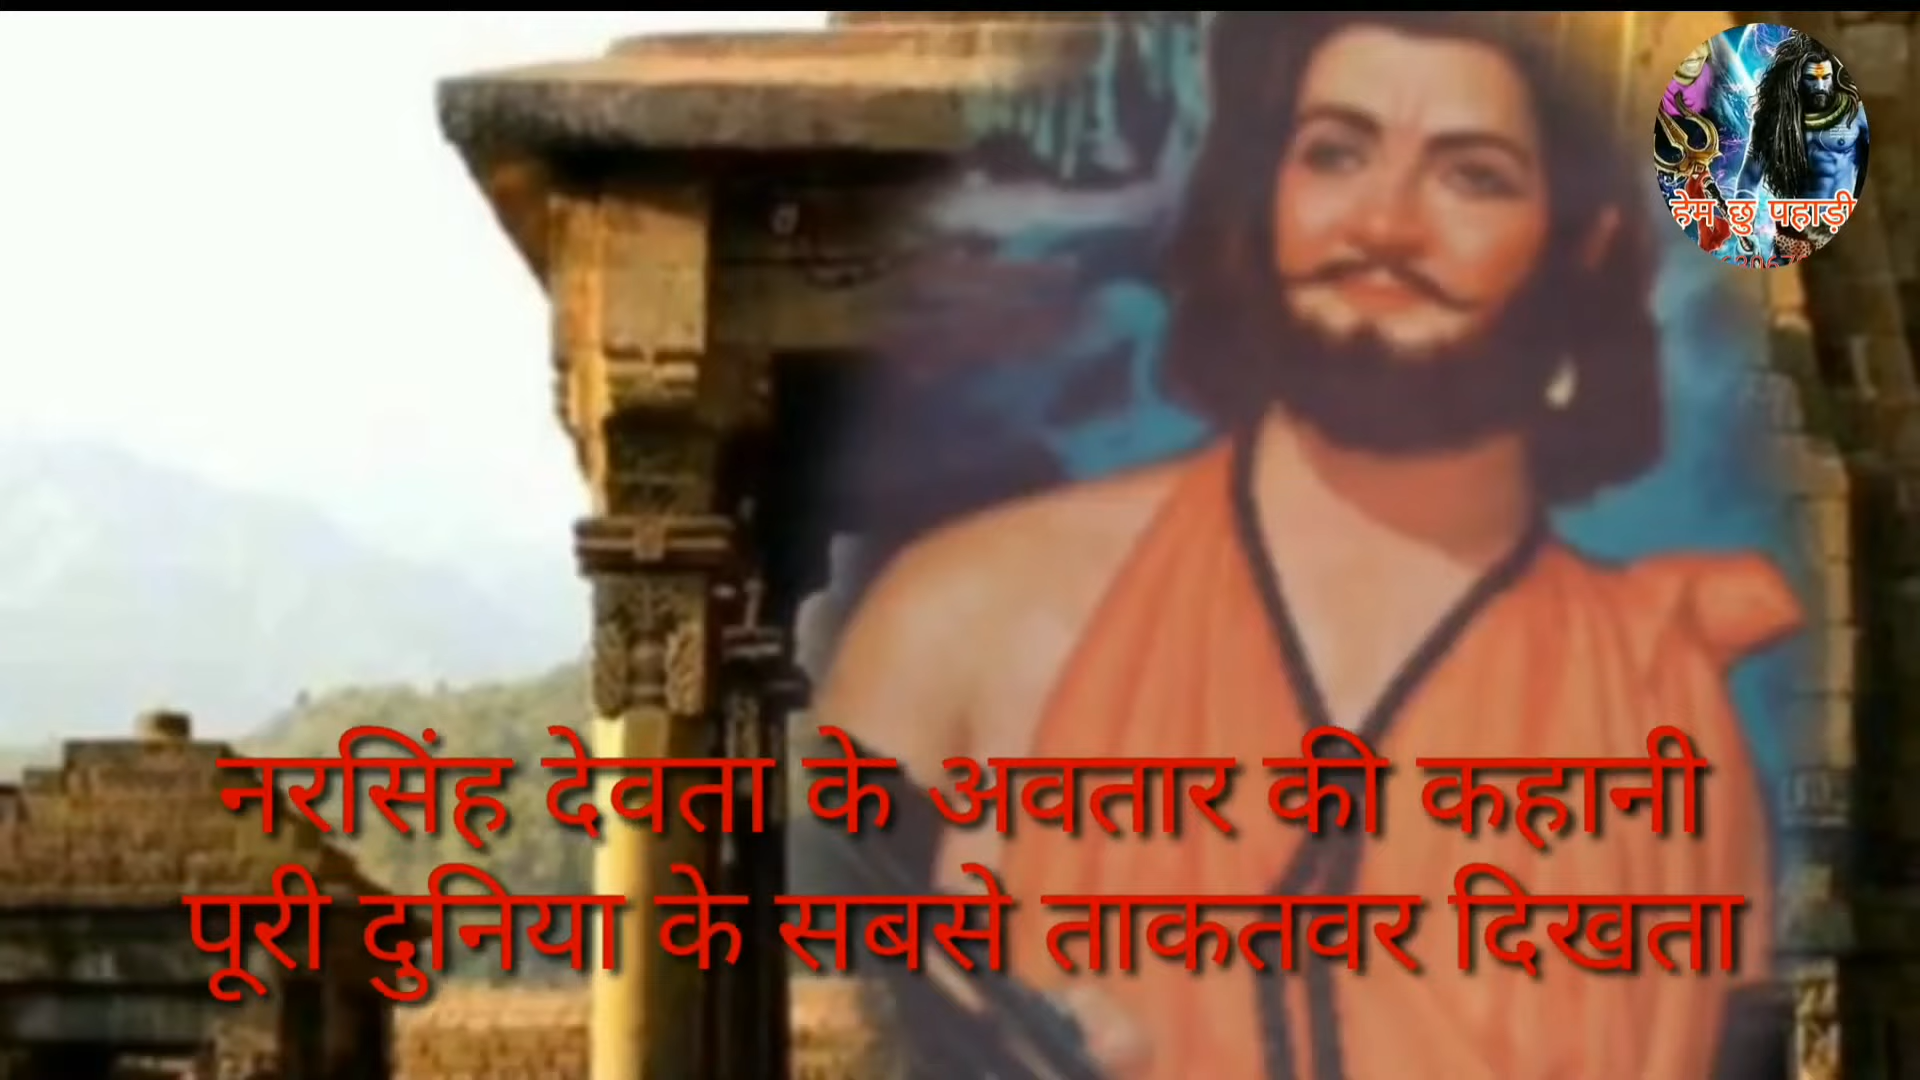 हेम छु पहाड़ी
नरसिंह देवता के अवतार की कहानी
पूरी दुनिया के सबसे ताकतवर दिखता